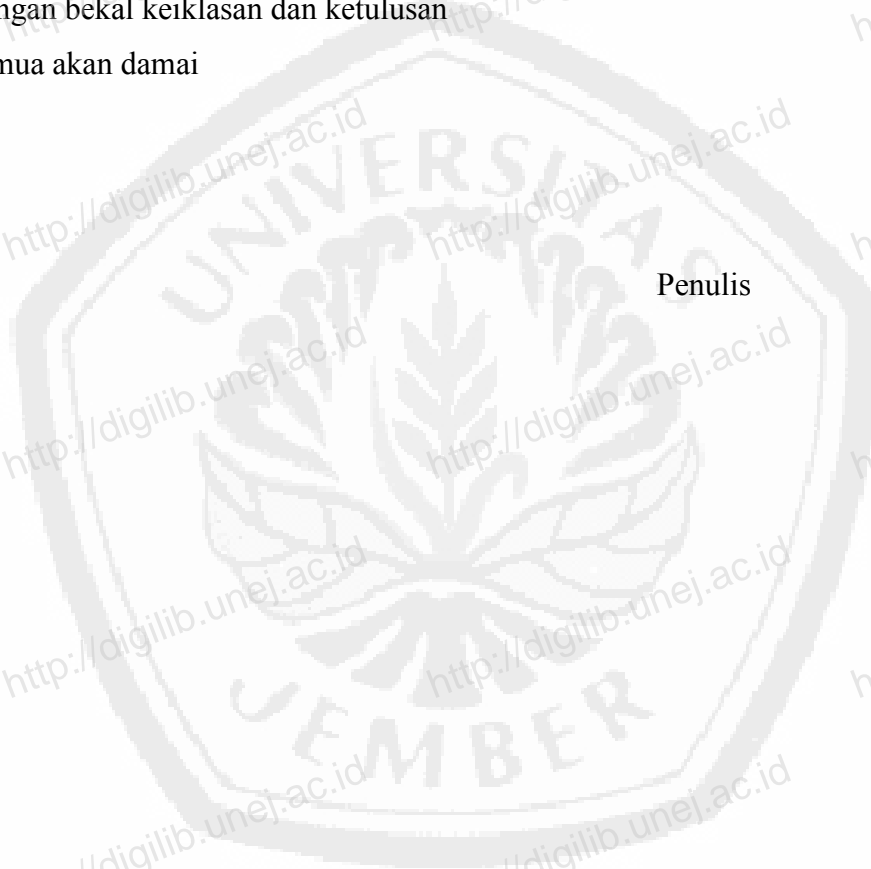 ngan bekal keiklasan dan ketulusan
mua akan damai
http://digilib.unej.ac.id http://digilib.unej.ac.id
UNIVERSITAS
Penulis
http://digilib.unej.ac.id http://digilib.unej.ac.id
http://digilib.unej.ac.id http://digilib.unej.ac.id
JEMBER
http://digilib.unej.ac.id http://digilib.unej.ac.id